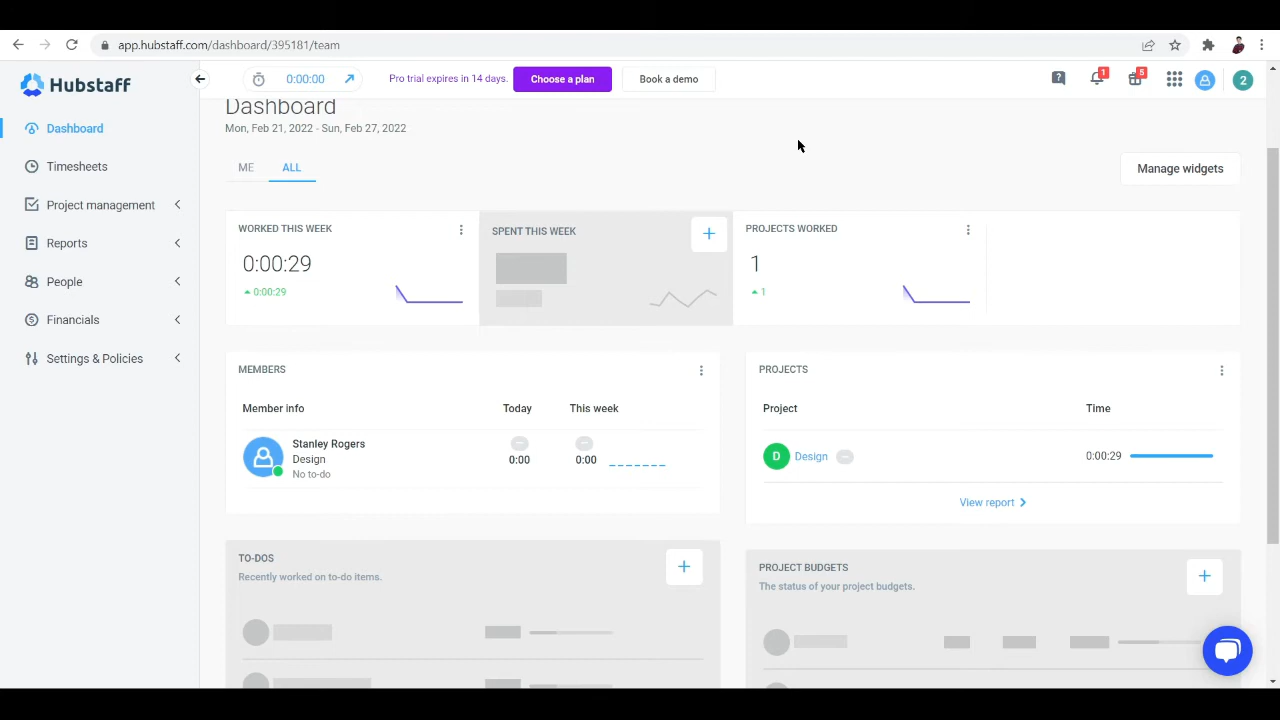 app.hubstaff.com/dashboard/395181/team
Hubstaff
0:00:00
Pro trial expires in 14 days.
Choose a plan
Book a demo
1
5
2
Dashboard
Timesheets
Project management
Reports
People
Financials
Settings & Policies
Dashboard
Mon, Feb 21, 2022 - Sun, Feb 27, 2022
ME
ALL
Manage widgets
WORKED THIS WEEK
0:00:29
0:00:29
SPENT THIS WEEK
PROJECTS WORKED
1
1
MEMBERS
Member info
Today
This week
Stanley Rogers
Design
No to-do
0:00
0:00
PROJECTS
Project
Time
D
Design
0:00:29
View report
TO-DOS
Recently worked on to-do items.
PROJECT BUDGETS
The status of your project budgets.